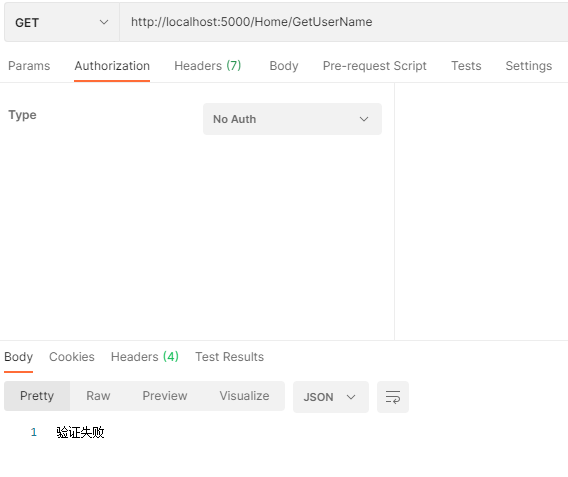 GET http://localhost:5000/Home/GetUserName
Params Authorization Headers (7) Body Pre-request Script Tests Settings
Type No Auth
Body Cookies Headers (4) Test Results
Pretty Raw Preview Visualize JSON
1 验证失败